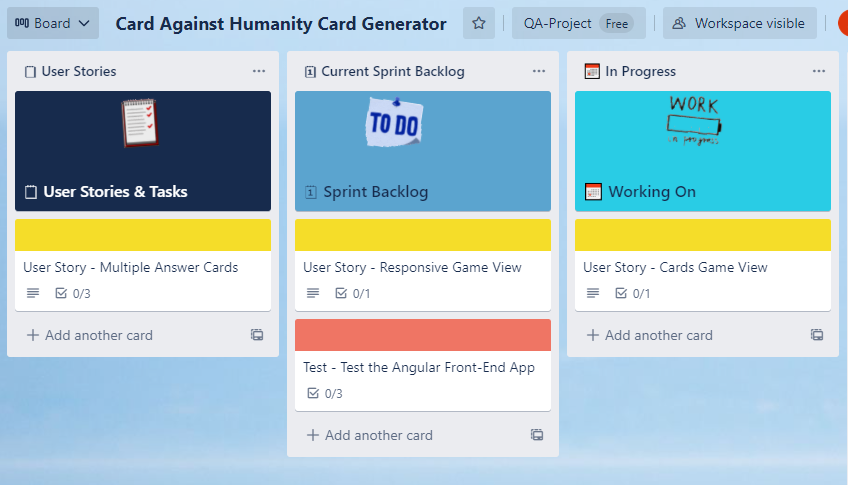 Board
Card Against Humanity Card Generator
QA-Project Free
Workspace visible
User Stories
User Stories & Tasks
User Story - Multiple Answer Cards
0/3
Add another card
1 Current Sprint Backlog
TO DO
1 Sprint Backlog
User Story - Responsive Game View
0/1
Test - Test the Angular Front-End App
0/3
Add another card
In Progress
WORK
in progress
Working On
User Story - Cards Game View
0/1
Add another card